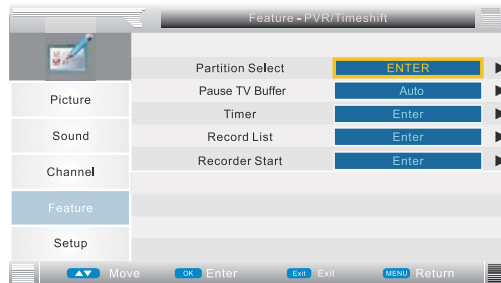 Feature - PVR/Timeshift
Partition Select ENTER
Pause TV Buffer Auto
Timer Enter
Record List Enter
Recorder Start Enter
Picture
Sound
Channel
Feature
Setup
Move OK Enter Exit Exit MENU Return